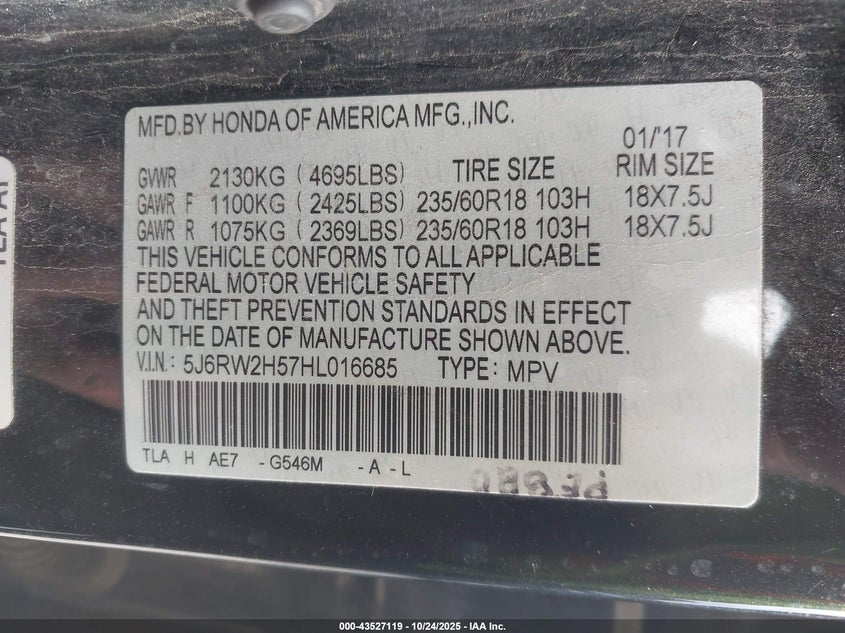 MFD.BY HONDA OF AMERICA MFG.,INC.
01/'17
GVWR 2130KG ( 4695LBS) TIRE SIZE RIM SIZE
GAWR F 1100KG ( 2425LBS) 235/60R18 103H 18X7.5J
GAWR R 1075KG ( 2369LBS) 235/60R18 103H 18X7.5J
THIS VEHICLE CONFORMS TO ALL APPLICABLE
FEDERAL MOTOR VEHICLE SAFETY
AND THEFT PREVENTION STANDARDS IN EFFECT
ON THE DATE OF MANUFACTURE SHOWN ABOVE.
V.I.N.: 5J6RW2H57HL016685 TYPE: MPV
TLA H AE7 -G546M -A-L
000-43527119 - 10/24/2025 - IAA Inc.